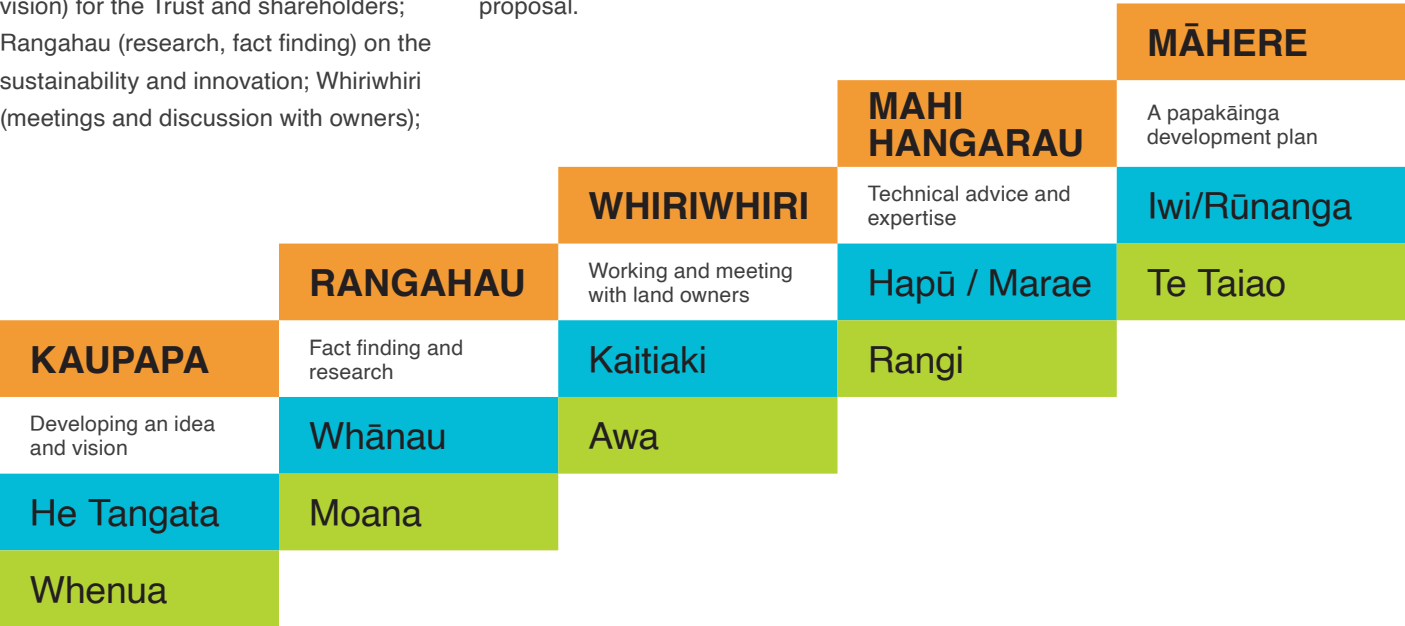 vision) for the Trust and shareholders;
Rangahau (research, fact finding) on the
sustainability and innovation; Whiriwhiri
(meetings and discussion with owners);
proposal.
KAUPAPA
Developing an idea
and vision
He Tangata
Whenua
RANGAHAU
Fact finding and
research
Whānau
Moana
WHIRIWHIRI
Working and meeting
with land owners
Kaitiaki
Awa
MAHI
HANGARAU
Technical advice and
expertise
Hapū / Marae
Rangi
MĀHERE
A papakāinga
development plan
Iwi/Rūnanga
Te Taiao